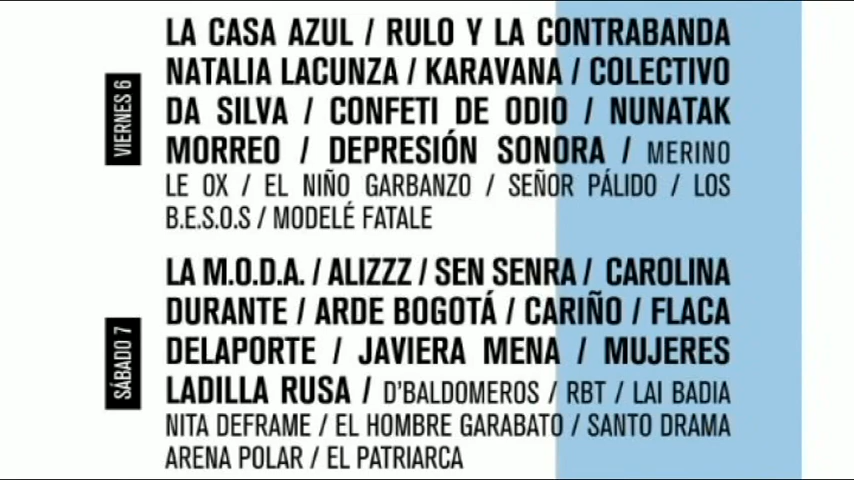 VIERNES 6
LA CASA AZUL / RULO Y LA CONTRABANDA
NATALIA LACUNZA / KARAVANA / COLECTIVO
DA SILVA / CONFETI DE ODIO / NUNATAK
MORREO / DEPRESIÓN SONORA / MERINO
LE OX / EL NIÑO GARBANZO / SEÑOR PÁLIDO / LOS
B.E.S.O.S / MODELÉ FATALE
SÁBADO 7
LA M.O.D.A. / ALIZZZ / SEN SENRA / CAROLINA
DURANTE / ARDE BOGOTÁ / CARIÑO / FLACA
DELAPORTE / JAVIERA MENA / MUJERES
LADILLA RUSA / D'BALDOMEROS / RBT / LAI BADIA
NITA DEFRAME / EL HOMBRE GARABATO / SANTO DRAMA
ARENA POLAR / EL PATRIARCA